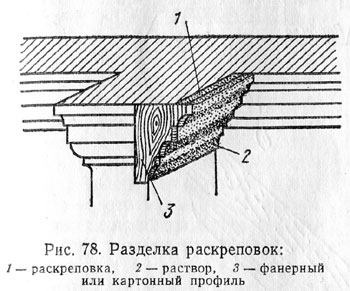 1
2
3
Рис. 78. Разделка раскреповок:
1 — раскреповка, 2 — раствор, 3 — фанерный
или картонный профиль